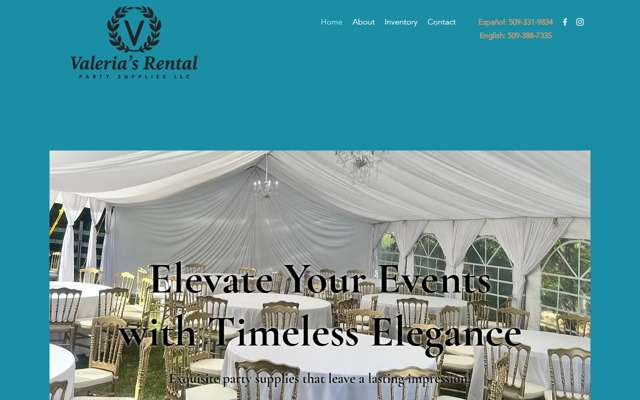 V
Valeria's Rental
PARTY SUPPLIES LLC
Home About Inventory Contact
Español: 509-331-9834
English: 509-388-7335
Elevate Your Events
with Timeless Elegance
Exquisite party supplies that leave a lasting impression